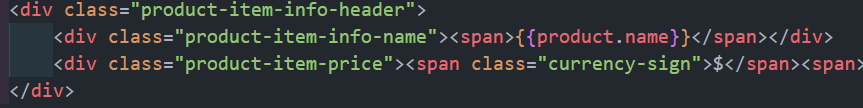 <div class="product-item-info-header">
    <div class="product-item-info-name"><span>{{product.name}}</span></div>
    <div class="product-item-price"><span class="currency-sign">$</span><span>
</div>